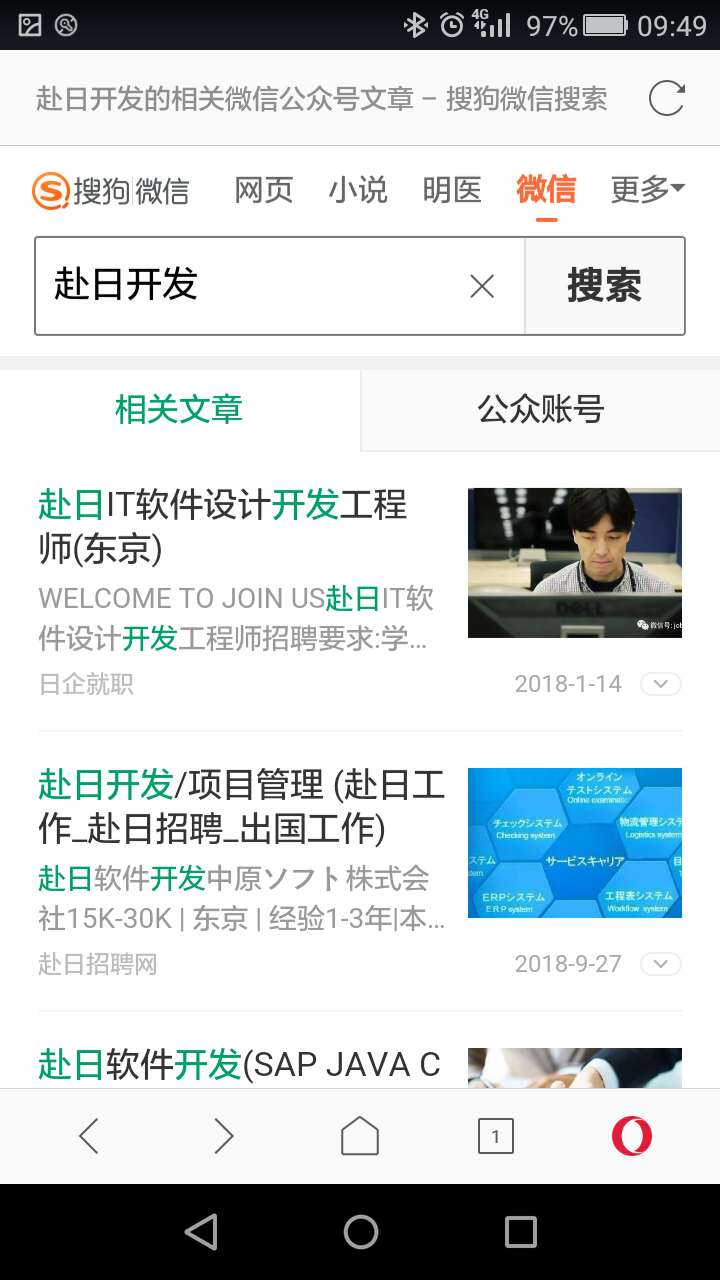 4G 97% 09:49
赴日开发的相关微信公众号文章 – 搜狗微信搜索
搜狗|微信 网页 小说 明医 微信 更多
赴日开发 搜索
相关文章 公众账号
赴日IT软件设计开发工程
师(东京)
WELCOME TO JOIN US赴日IT软
件设计开发工程师招聘要求:学...
日企就职 2018-1-14
DELL
微信号: job
赴日开发/项目管理 (赴日工
作_赴日招聘_出国工作)
赴日软件开发中原ソフト株式会
社15K-30K | 东京 | 经验1-3年|本...
赴日招聘网 2018-9-27
オンライン
テストシステム
Online examinatio
チェックシステム
Checking system
物流管理システ
Logistics system
ステム
サービスキャリア
ERPシステム
ERP system
工程表システム
Workflow system
赴日软件开发(SAP JAVA C
1